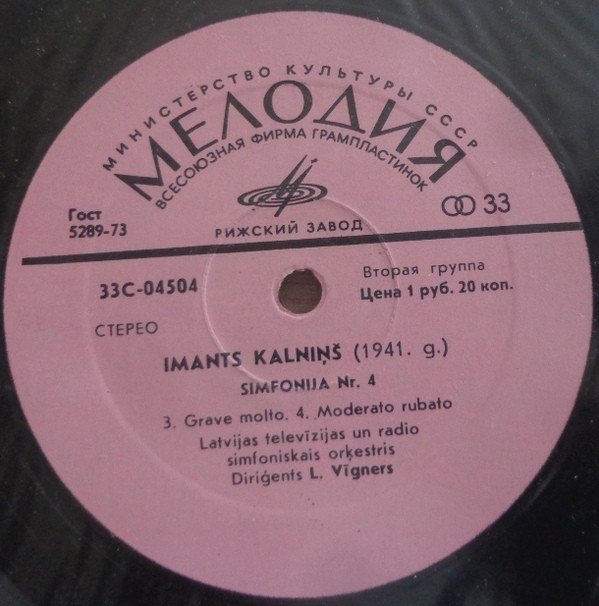 МИНИСТЕРСТВО КУЛЬТУРЫ СССР
МЕЛОДИЯ
ВСЕСОЮЗНАЯ ФИРМА ГРАМПЛАСТИНОК
РИЖСКИЙ ЗАВОД
Гост
5289-73
33
33С-04504
Вторая группа
Цена 1 руб. 20 коп.
СТЕРЕО
IMANTS KALNIŅŠ (1941. g.)
SIMFONIJA Nr. 4
3. Grave molto. 4. Moderato rubato
Latvijas televīzijas un radio
simfoniskais orķestris
Diriģents L. Vīgners